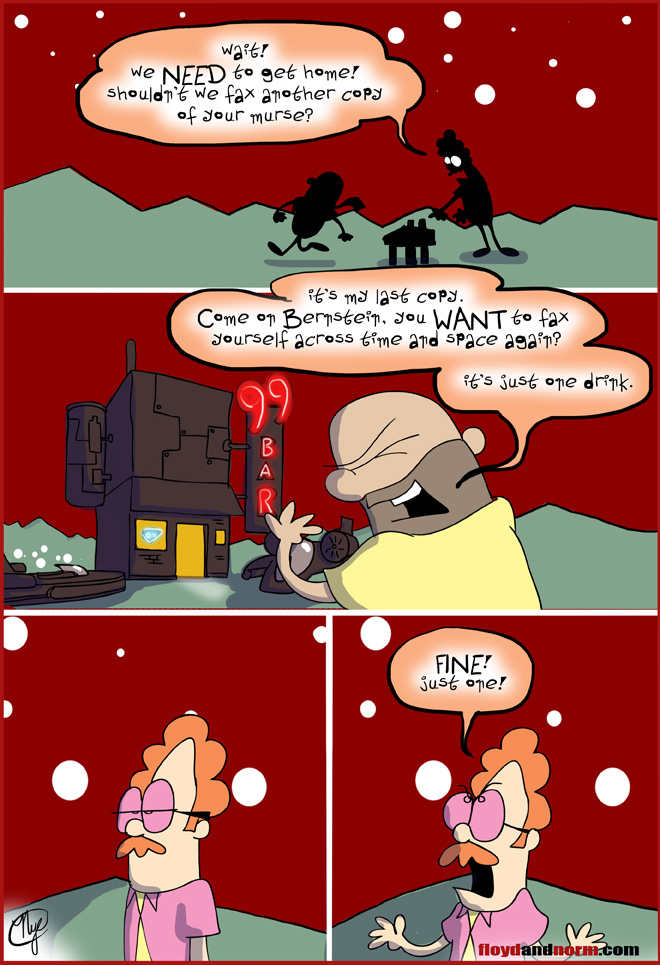 wait!
we NEED to get home!
shouldn't we fax another copy
of your murse?
it's my last copy.
Come on Bernstein, you WANT to fax
yourself across time and space again?
it's just one drink.
99
BAR
FINE!
just one!
Nye
floydandnorm.com